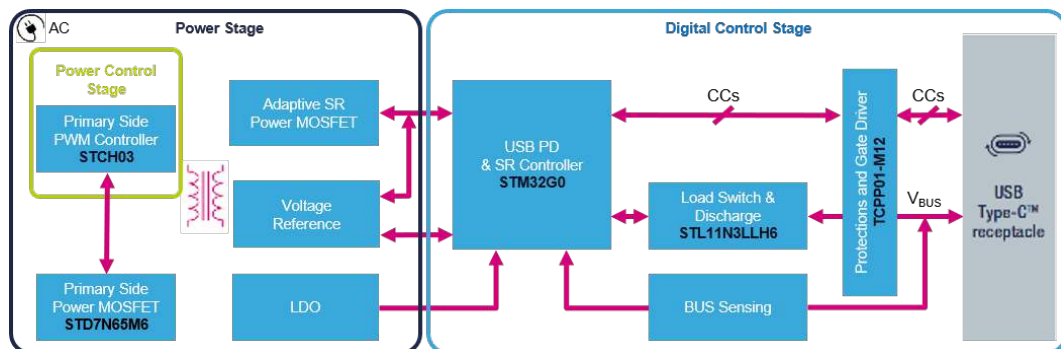 AC
Power Stage
Power Control
Stage
Primary Side
PWM Controller
STCH03
Primary Side
Power MOSFET
STD7N65M6
Adaptive SR
Power MOSFET
Voltage
Reference
LDO
Digital Control Stage
USB PD
& SR Controller
STM32G0
CCs
Load Switch &
Discharge
STL11N3LLH6
BUS Sensing
Protections and Gate Driver
TCPP01-M12
CCs
VBUS
USB
Type-C™
receptacle